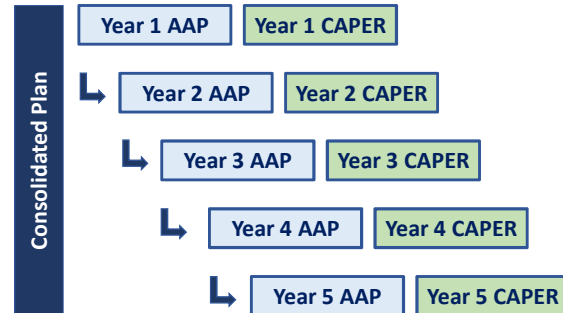 Consolidated Plan
Year 1 AAP
Year 1 CAPER
Year 2 AAP
Year 2 CAPER
Year 3 AAP
Year 3 CAPER
Year 4 AAP
Year 4 CAPER
Year 5 AAP
Year 5 CAPER